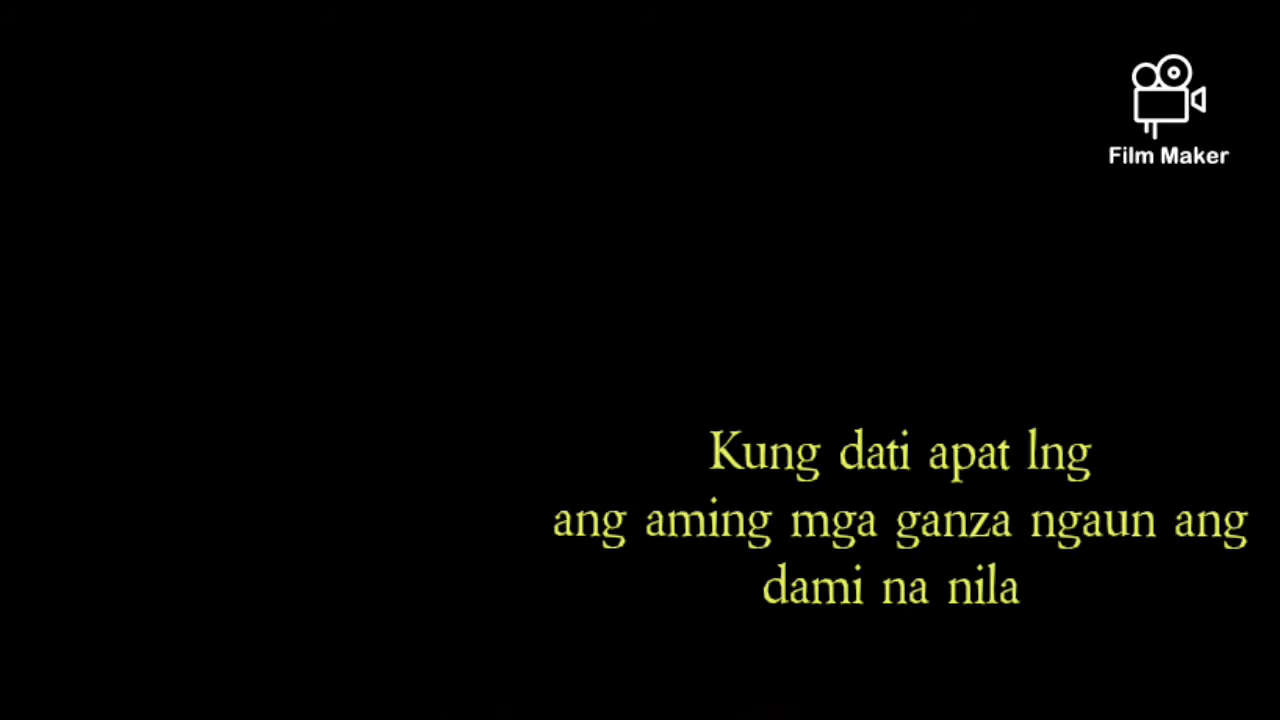 Film Maker
Kung dati apat lng
ang aming mga ganza ngaun ang
dami na nila